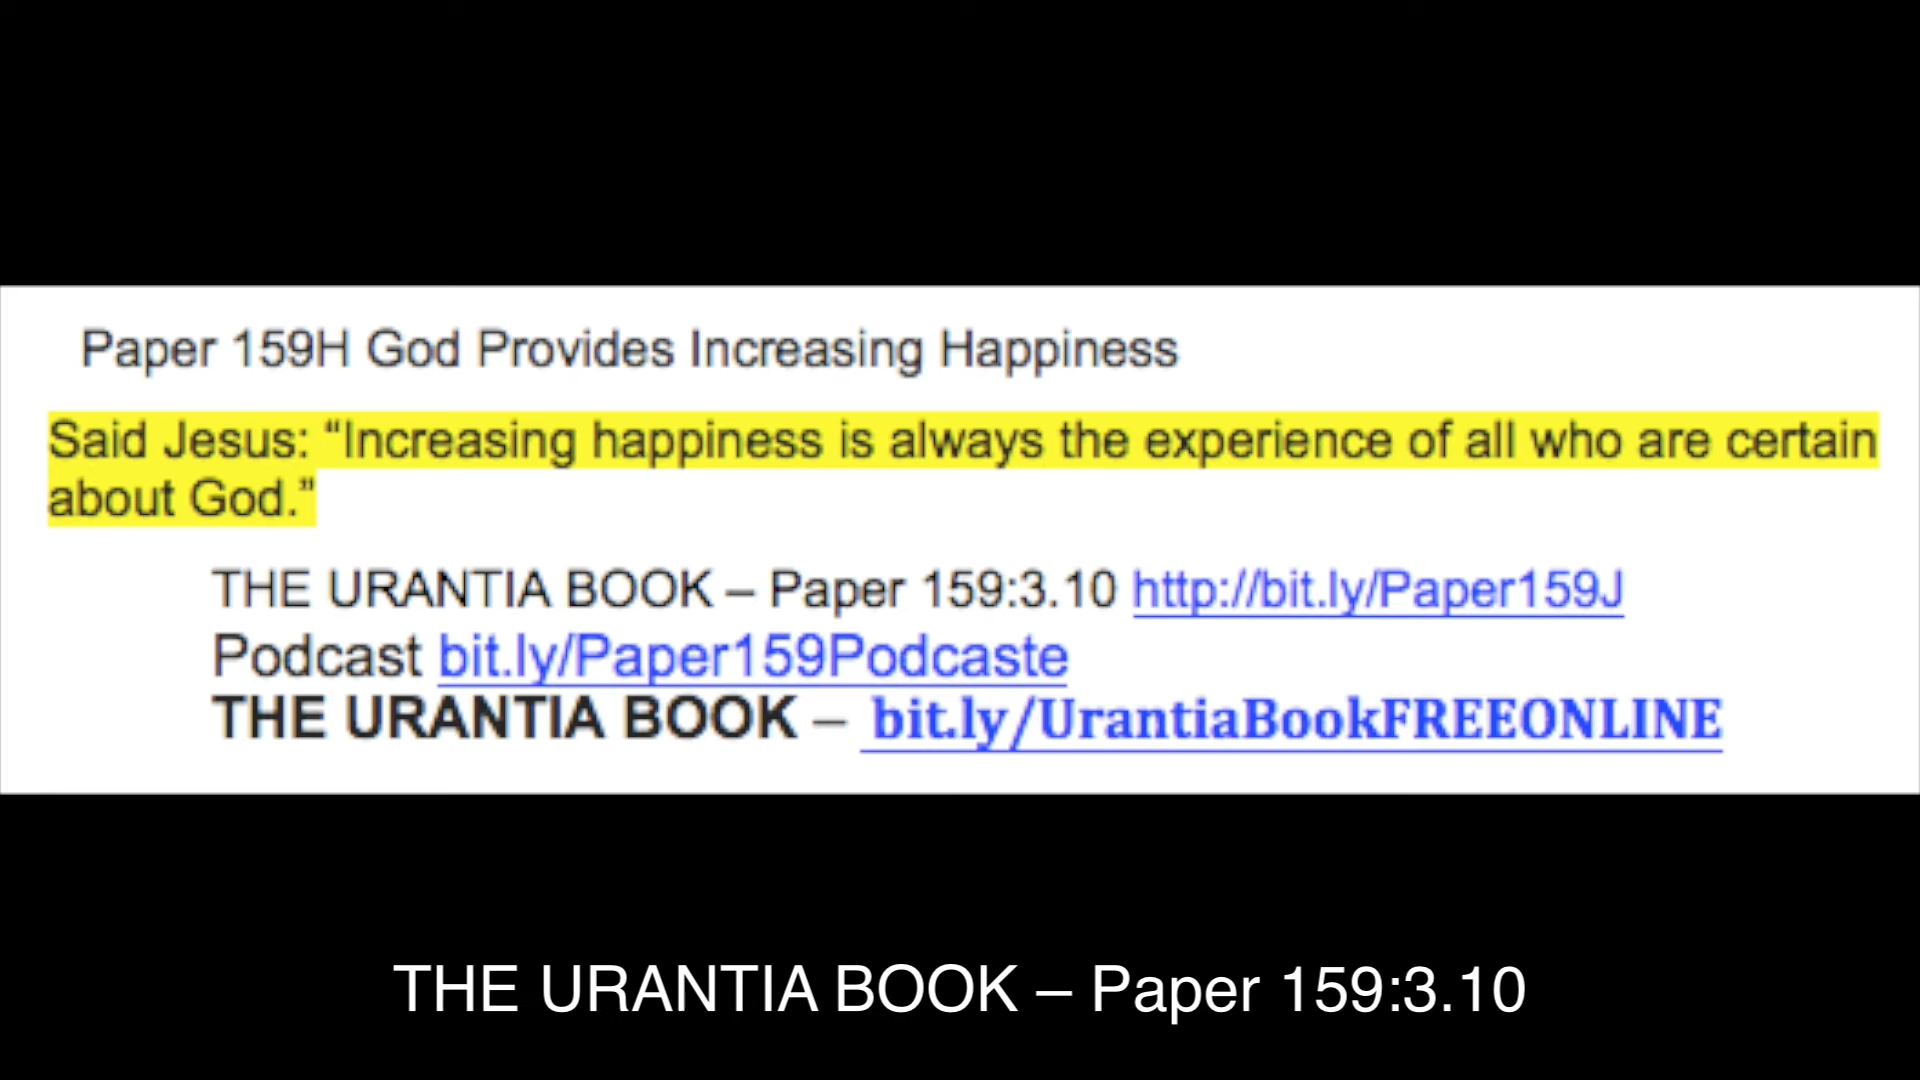 Paper 159H God Provides Increasing Happiness
Said Jesus: “Increasing happiness is always the experience of all who are certain
about God.”
THE URANTIA BOOK – Paper 159:3.10 http://bit.ly/Paper159J
Podcast bit.ly/Paper159Podcaste
THE URANTIA BOOK – bit.ly/UrantiaBookFREEONLINE
THE URANTIA BOOK – Paper 159:3.10